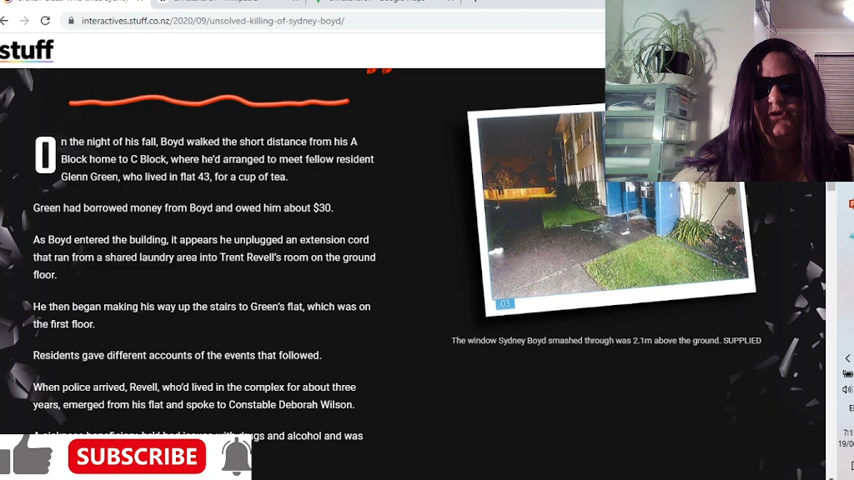 interactives.stuff.co.nz/2020/09/unsolved-killing-of-sydney-boyd/
stuff
On the night of his fall, Boyd walked the short distance from his A
Block home to C Block, where he'd arranged to meet fellow resident
Glenn Green, who lived in flat 43, for a cup of tea.
Green had borrowed money from Boyd and owed him about $30.
As Boyd entered the building, it appears he unplugged an extension cord
that ran from a shared laundry area into Trent Revell's room on the ground
floor.
He then began making his way up the stairs to Green's flat, which was on
the first floor.
Residents gave different accounts of the events that followed.
When police arrived, Revell, who'd lived in the complex for about three
years, emerged from his flat and spoke to Constable Deborah Wilson.
and alcohol and was
03
The window Sydney Boyd smashed through was 2.1m above the ground. SUPPLIED
SUBSCRIBE